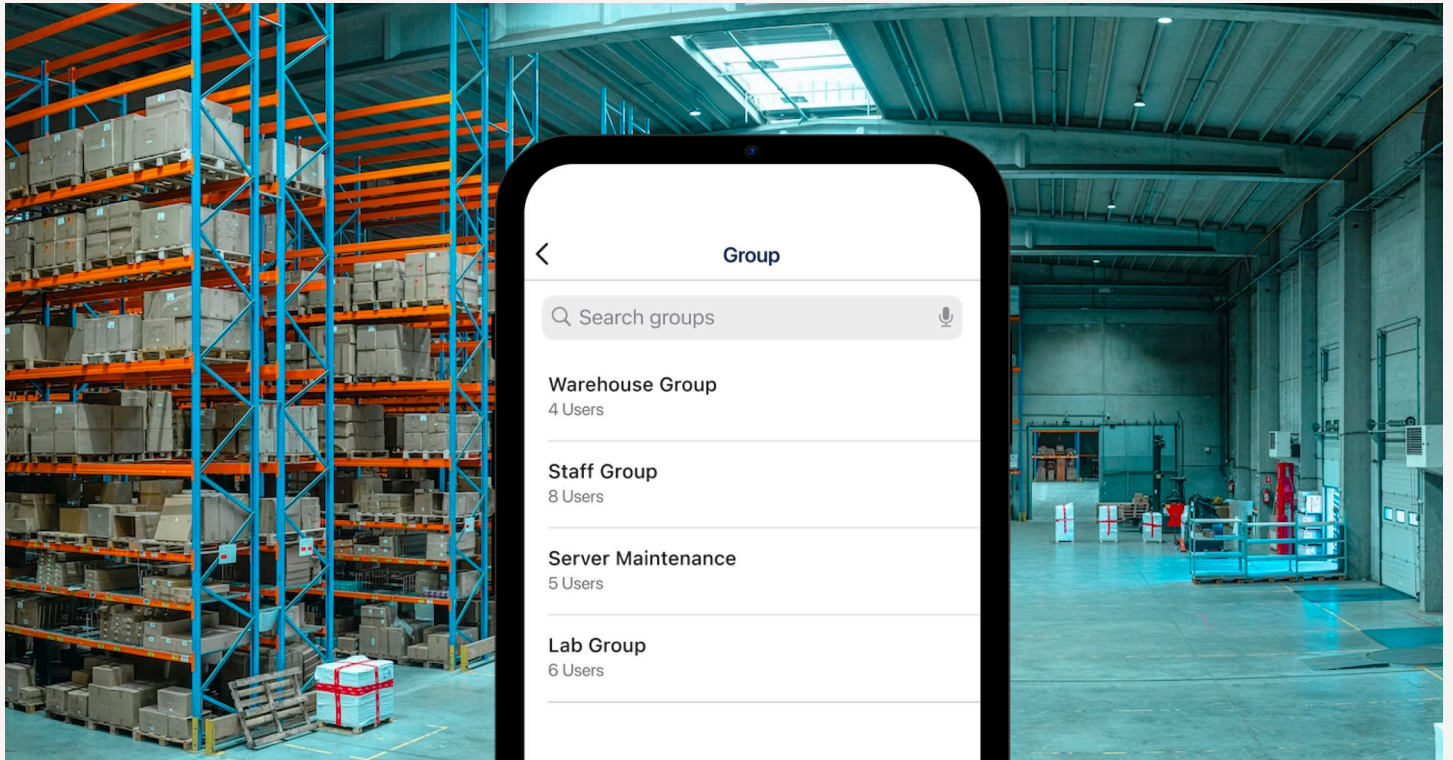 Group
Search groups
Warehouse Group
4 Users
Staff Group
8 Users
Server Maintenance
5 Users
Lab Group
6 Users